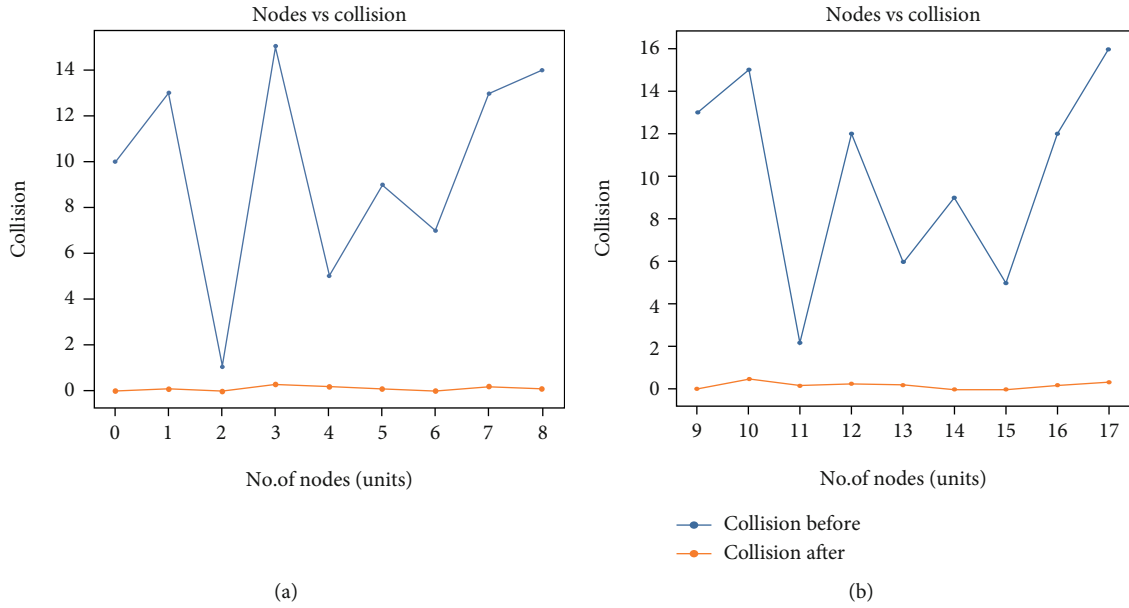 Nodes vs collision
14
12
10
8
6
4
2
0
Collision
0 1 2 3 4 5 6 7 8
No.of nodes (units)
(a)
Nodes vs collision
16
14
12
10
8
6
4
2
0
Collision
9 10 11 12 13 14 15 16 17
No.of nodes (units)
Collision before
Collision after
(b)